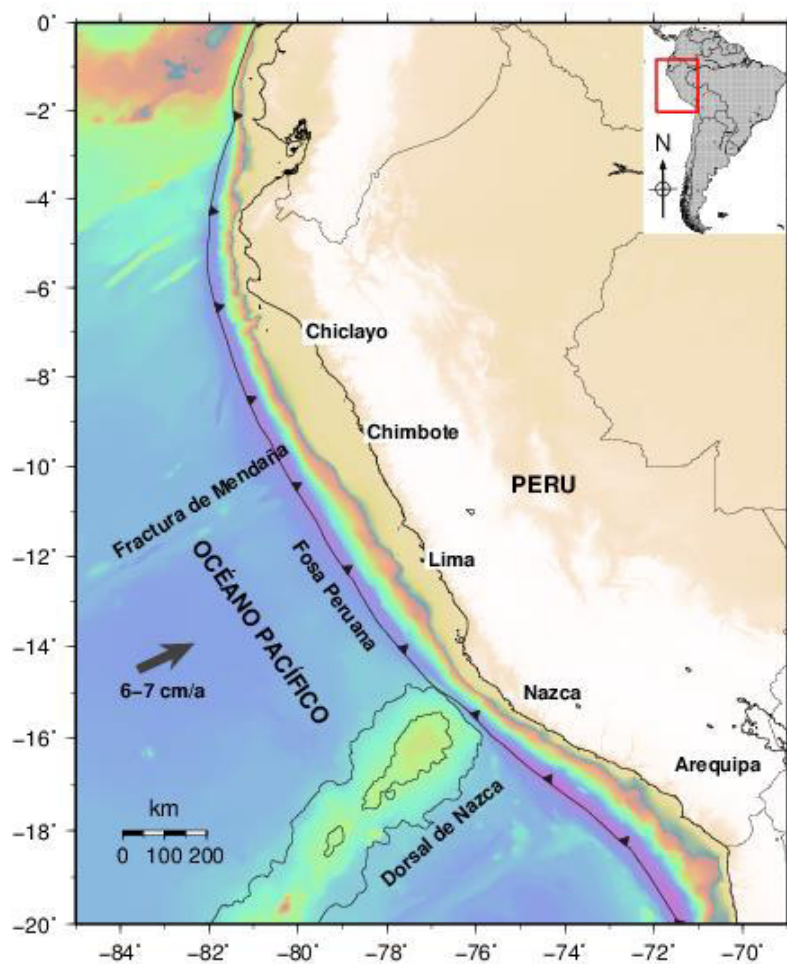 0°
−2°
−4°
−6°
−8°
−10°
−12°
−14°
−16°
−18°
−20°
N
Chiclayo
Chimbote
PERU
Fractura de Mendaña
Lima
Fosa Peruana
OCÉANO PACÍFICO
6−7 cm/a
Nazca
Arequipa
km
0 100 200
Dorsal de Nazca
−84° −82° −80° −78° −76° −74° −72° −70°